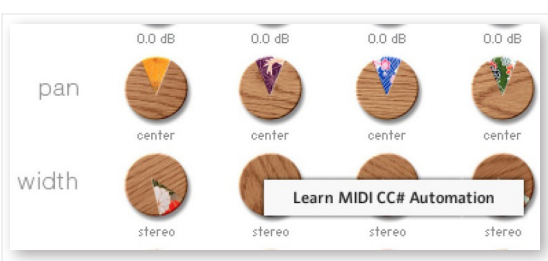 0.0 dB 0.0 dB 0.0 dB 0.0 dB
pan
center center center center
width
Learn MIDI CC# Automation
stereo stereo stereo stereo